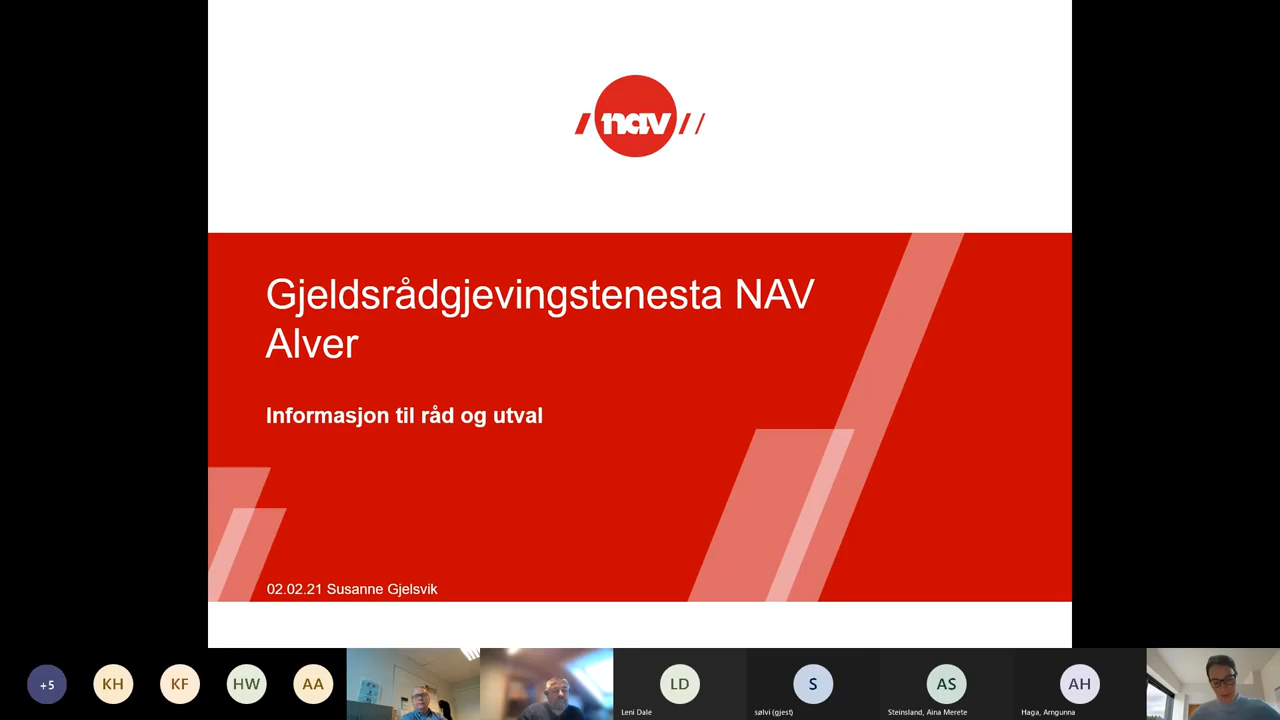 nav
Gjeldsrådgjevingstenesta NAV
Alver
Informasjon til råd og utval
02.02.21 Susanne Gjelsvik
+5
KH
KF
HW
AA
LD
S
AS
AH
Leni Dale
sølvi (gjest)
Steinsland, Aina Merete
Haga, Arngunna